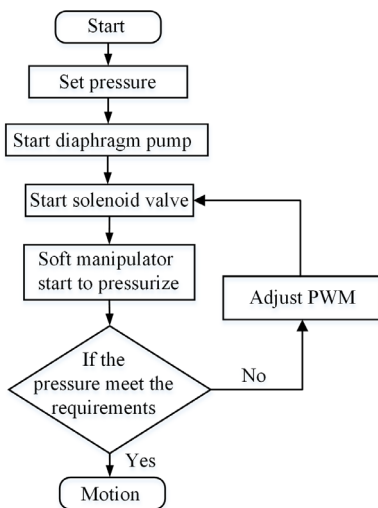 Start
Set pressure
Start diaphragm pump
Start solenoid valve
Soft manipulator
start to pressurize
Adjust PWM
If the
pressure meet the
requirements
No
Yes
Motion